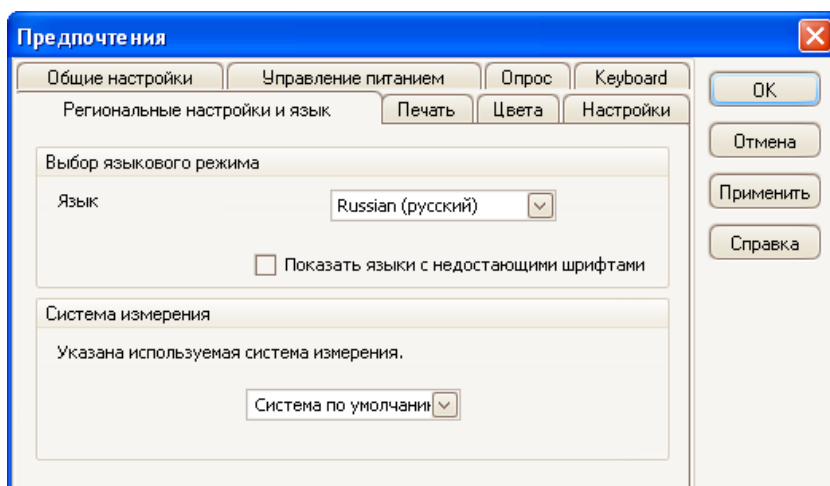 Предпочтения
Общие настройки Управление питанием Опрос Keyboard
Региональные настройки и язык Печать Цвета Настройки
Выбор языкового режима
Язык Russian (русский)
Показать языки с недостающими шрифтами
Система измерения
Указана используемая система измерения.
Система по умолчани
OK
Отмена
Применить
Справка